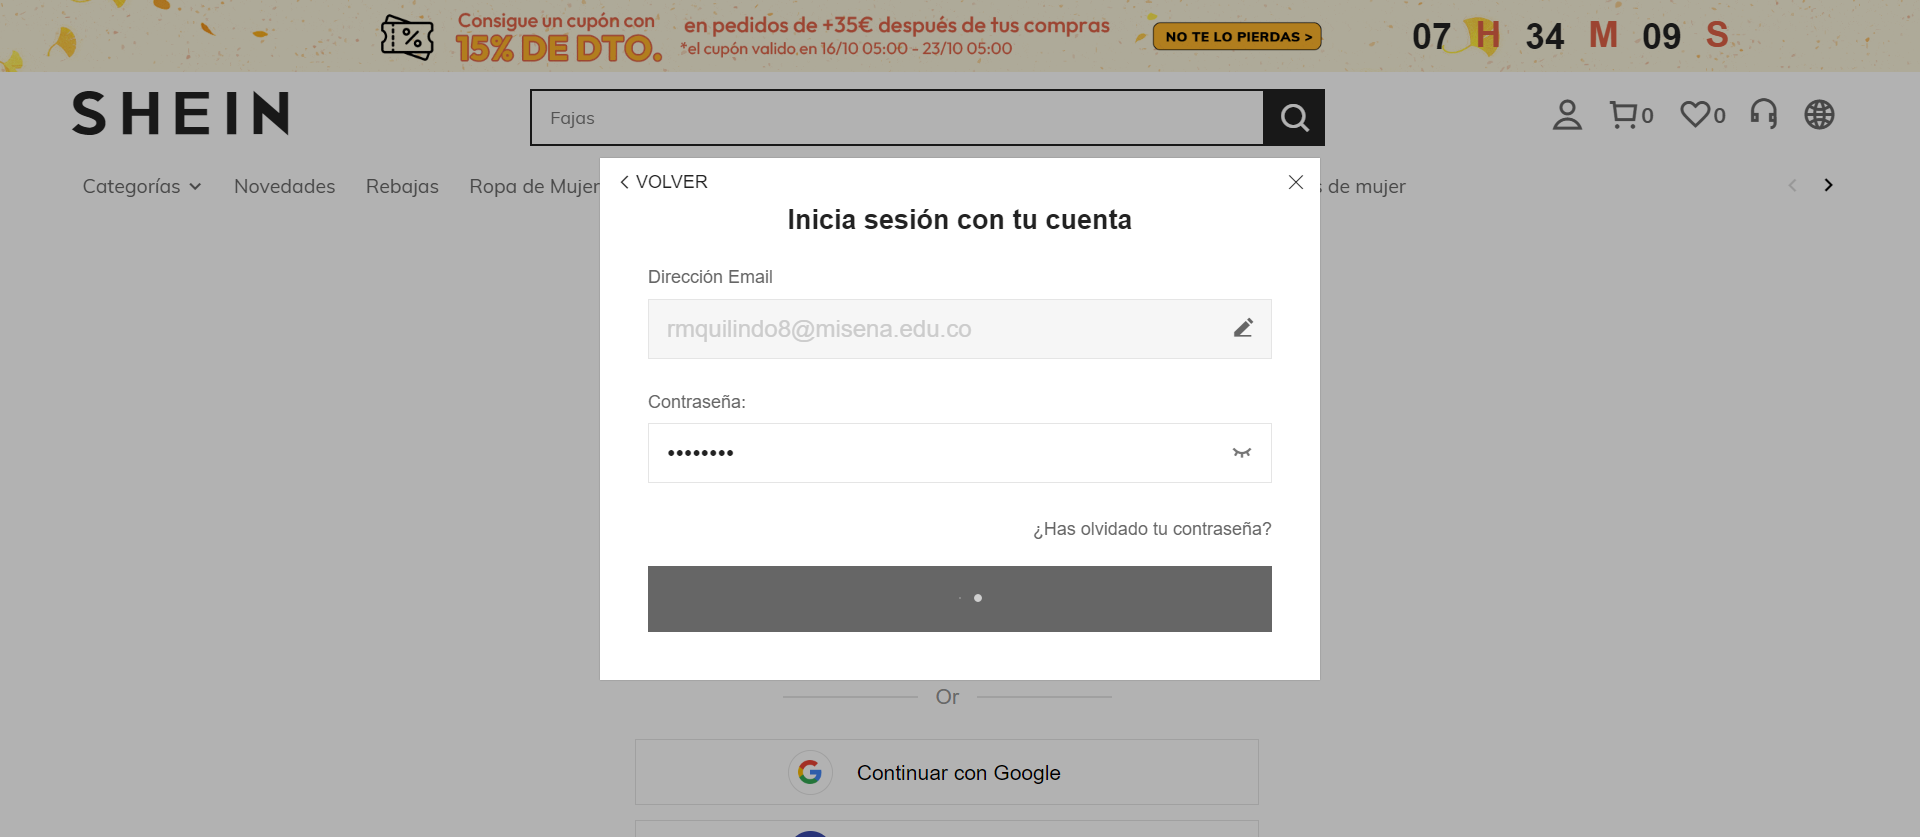 Consigue un cupón con
15% DE DTO.
en pedidos de +35€ después de tus compras
*el cupón valido en 16/10 05:00 - 23/10 05:00
NO TE LO PIERDAS >
07 H 34 M 09 S
SHEIN
Fajas
0
0
Categorías
Novedades
Rebajas
Ropa de Mujer
de mujer
VOLVER
Inicia sesión con tu cuenta
Dirección Email
rmquilindo8@misena.edu.co
Contraseña:
••••••••
¿Has olvidado tu contraseña?
Or
Continuar con Google